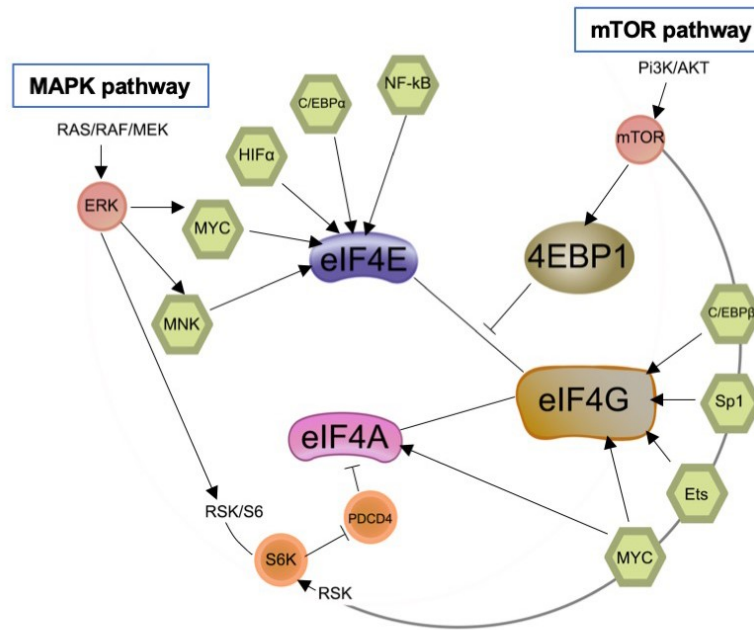 mTOR pathway
Pi3K/AKT
MAPK pathway
RAS/RAF/MEK
NF-kB
C/EBPα
HIFα
mTOR
ERK
MYC
eIF4E
4EBP1
MNK
C/EBPβ
eIF4G
Sp1
eIF4A
Ets
RSK/S6
PDCD4
S6K
MYC
RSK